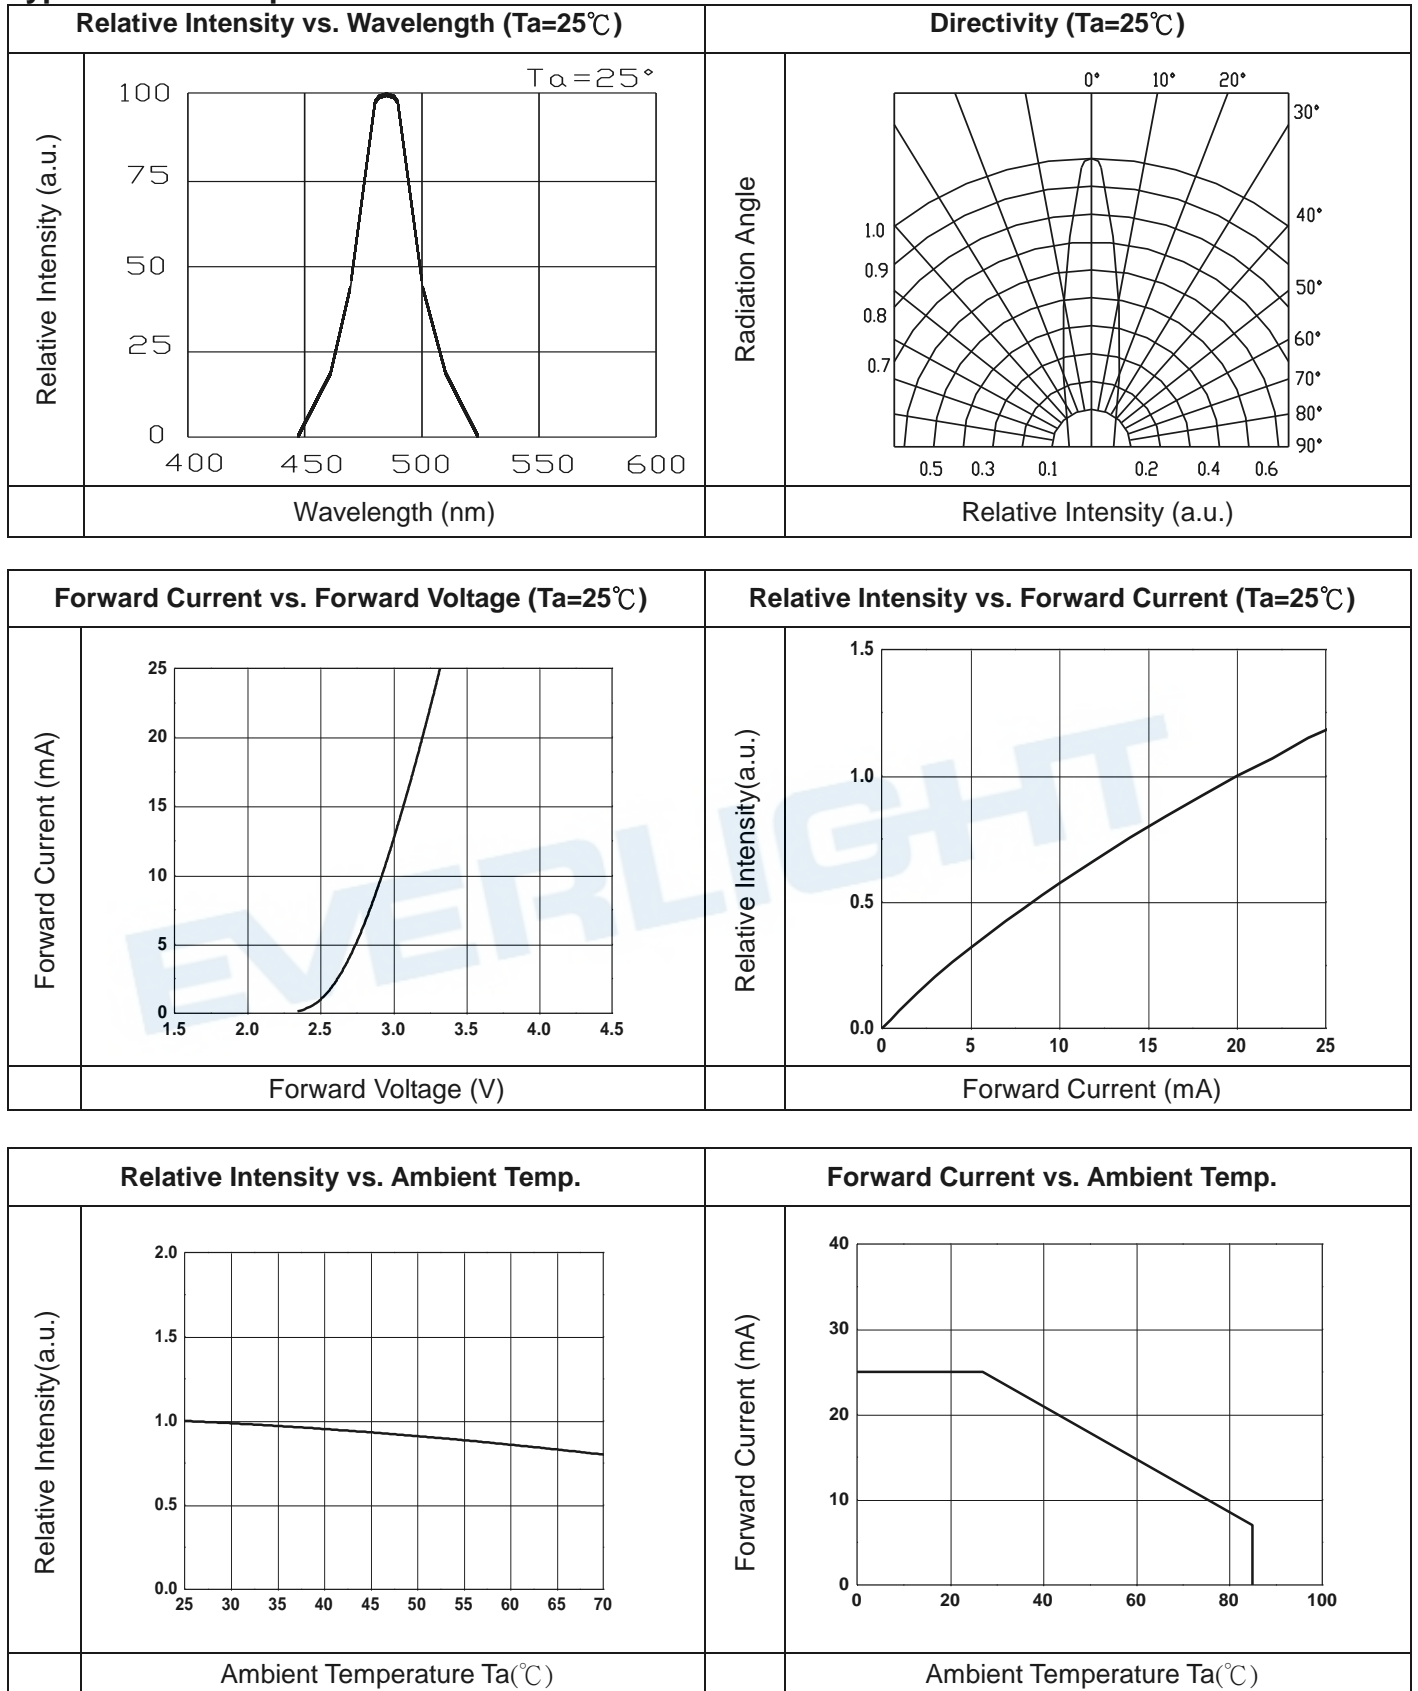 Relative Intensity vs. Wavelength (Ta=25℃)
Directivity (Ta=25℃)
Relative Intensity (a.u.)
Ta=25°
100
75
50
25
0
400 450 500 550 600
Wavelength (nm)
Radiation Angle
0° 10° 20°
30°
40°
50°
60°
70°
80°
90°
1.0
0.9
0.8
0.7
0.5 0.3 0.1 0.2 0.4 0.6
Relative Intensity (a.u.)
Forward Current vs. Forward Voltage (Ta=25℃)
Relative Intensity vs. Forward Current (Ta=25℃)
Forward Current (mA)
25
20
15
10
5
0
1.5 2.0 2.5 3.0 3.5 4.0 4.5
Forward Voltage (V)
Relative Intensity(a.u.)
1.5
1.0
0.5
0.0
0 5 10 15 20 25
Forward Current (mA)
EVERLIGHT
Relative Intensity vs. Ambient Temp.
Forward Current vs. Ambient Temp.
Relative Intensity(a.u.)
2.0
1.5
1.0
0.5
0.0
25 30 35 40 45 50 55 60 65 70
Ambient Temperature Ta(℃)
Forward Current (mA)
40
30
20
10
0
0 20 40 60 80 100
Ambient Temperature Ta(℃)